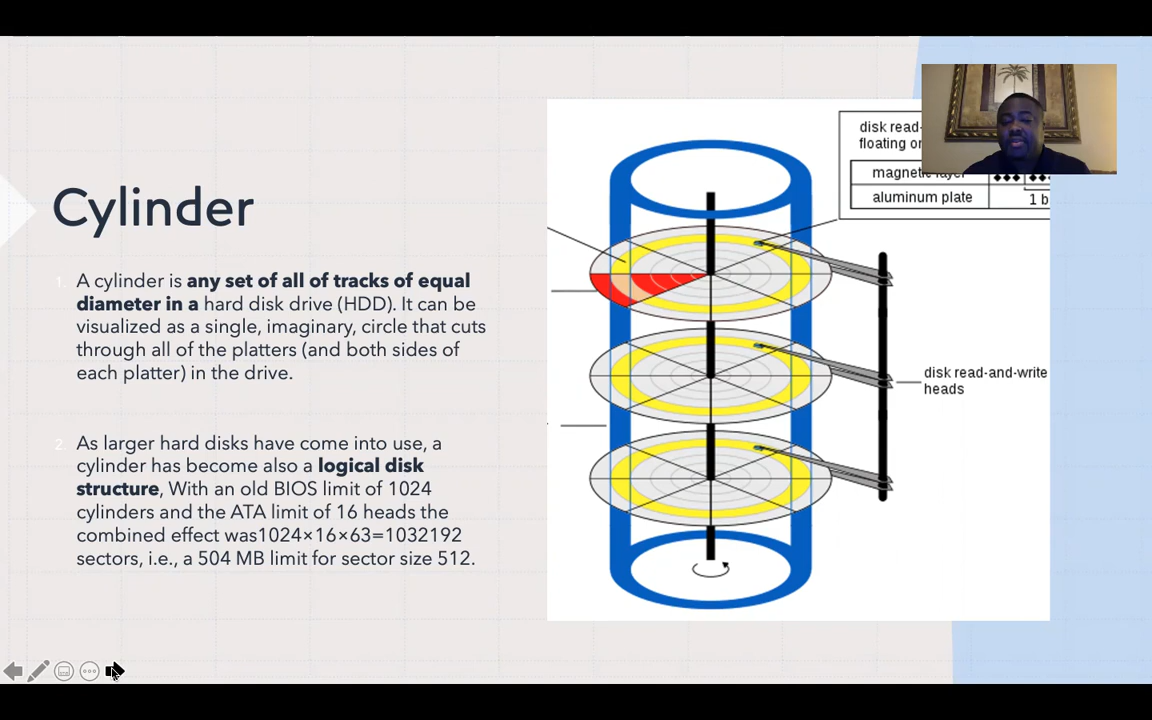 Cylinder
1. A cylinder is any set of all of tracks of equal
diameter in a hard disk drive (HDD). It can be
visualized as a single, imaginary, circle that cuts
through all of the platters (and both sides of
each platter) in the drive.
2. As larger hard disks have come into use, a
cylinder has become also a logical disk
structure, With an old BIOS limit of 1024
cylinders and the ATA limit of 16 heads the
combined effect was1024×16×63=1032192
sectors, i.e., a 504 MB limit for sector size 512.
disk read-
floating
magnetic layer
aluminum plate
1 b
disk read-and-write
heads